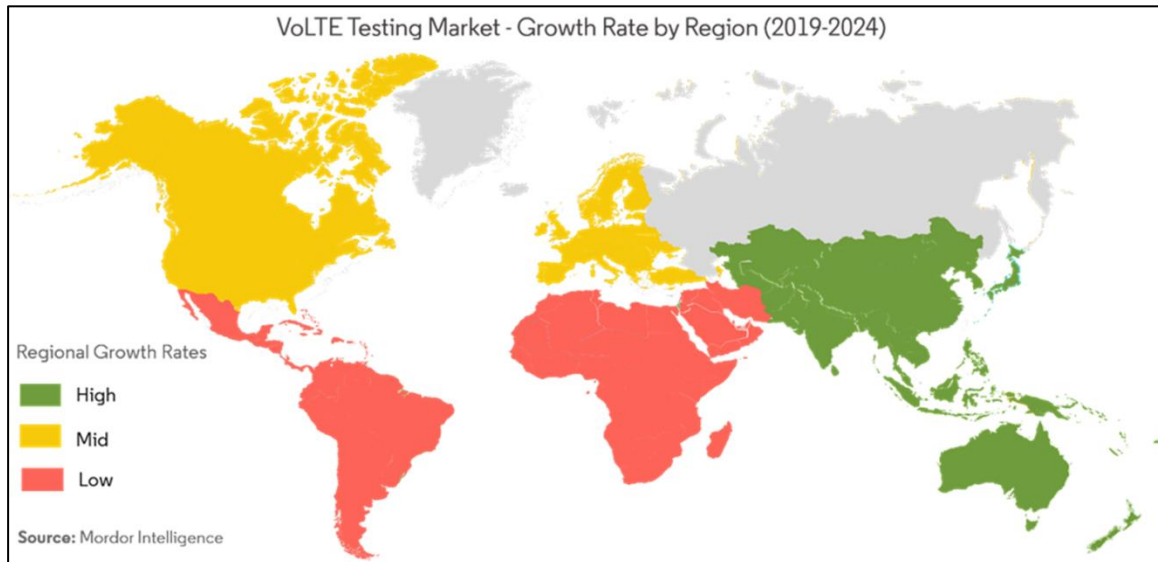 VoLTE Testing Market - Growth Rate by Region (2019-2024)
Regional Growth Rates
High
Mid
Low
Source: Mordor Intelligence